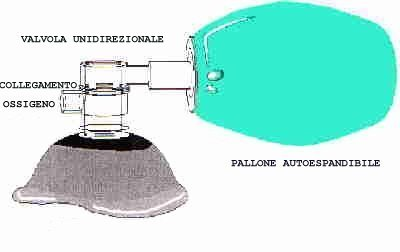 VALVOLA UNIDIREZIONALE
COLLEGAMENTO
OSSIGENO
PALLONE AUTOESPANDIBILE